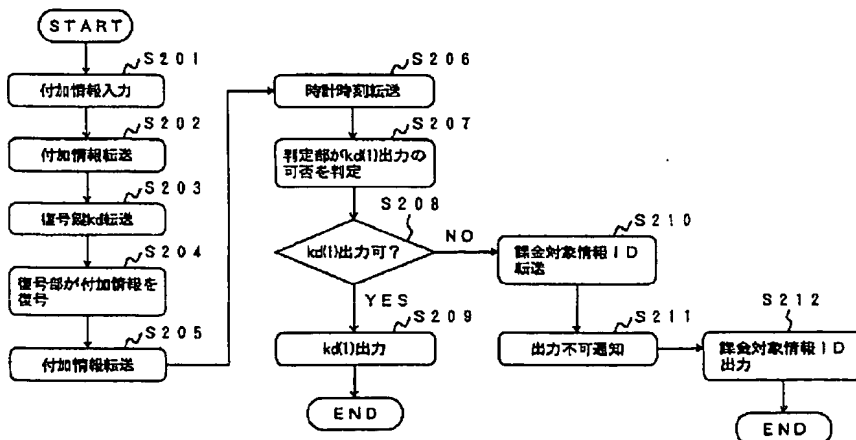 START
S201
付加情報入力
S202
付加情報転送
S203
復号鍵kd転送
S204
復号部が付加情報を
復号
S205
付加情報転送
S206
時計時刻転送
S207
判定部がkd(1)出力の
可否を判定
S208
kd(1)出力可?
NO
YES
S209
kd(1)出力
END
S210
課金対象情報ID
転送
S211
出力不可通知
S212
課金対象情報ID
出力
END